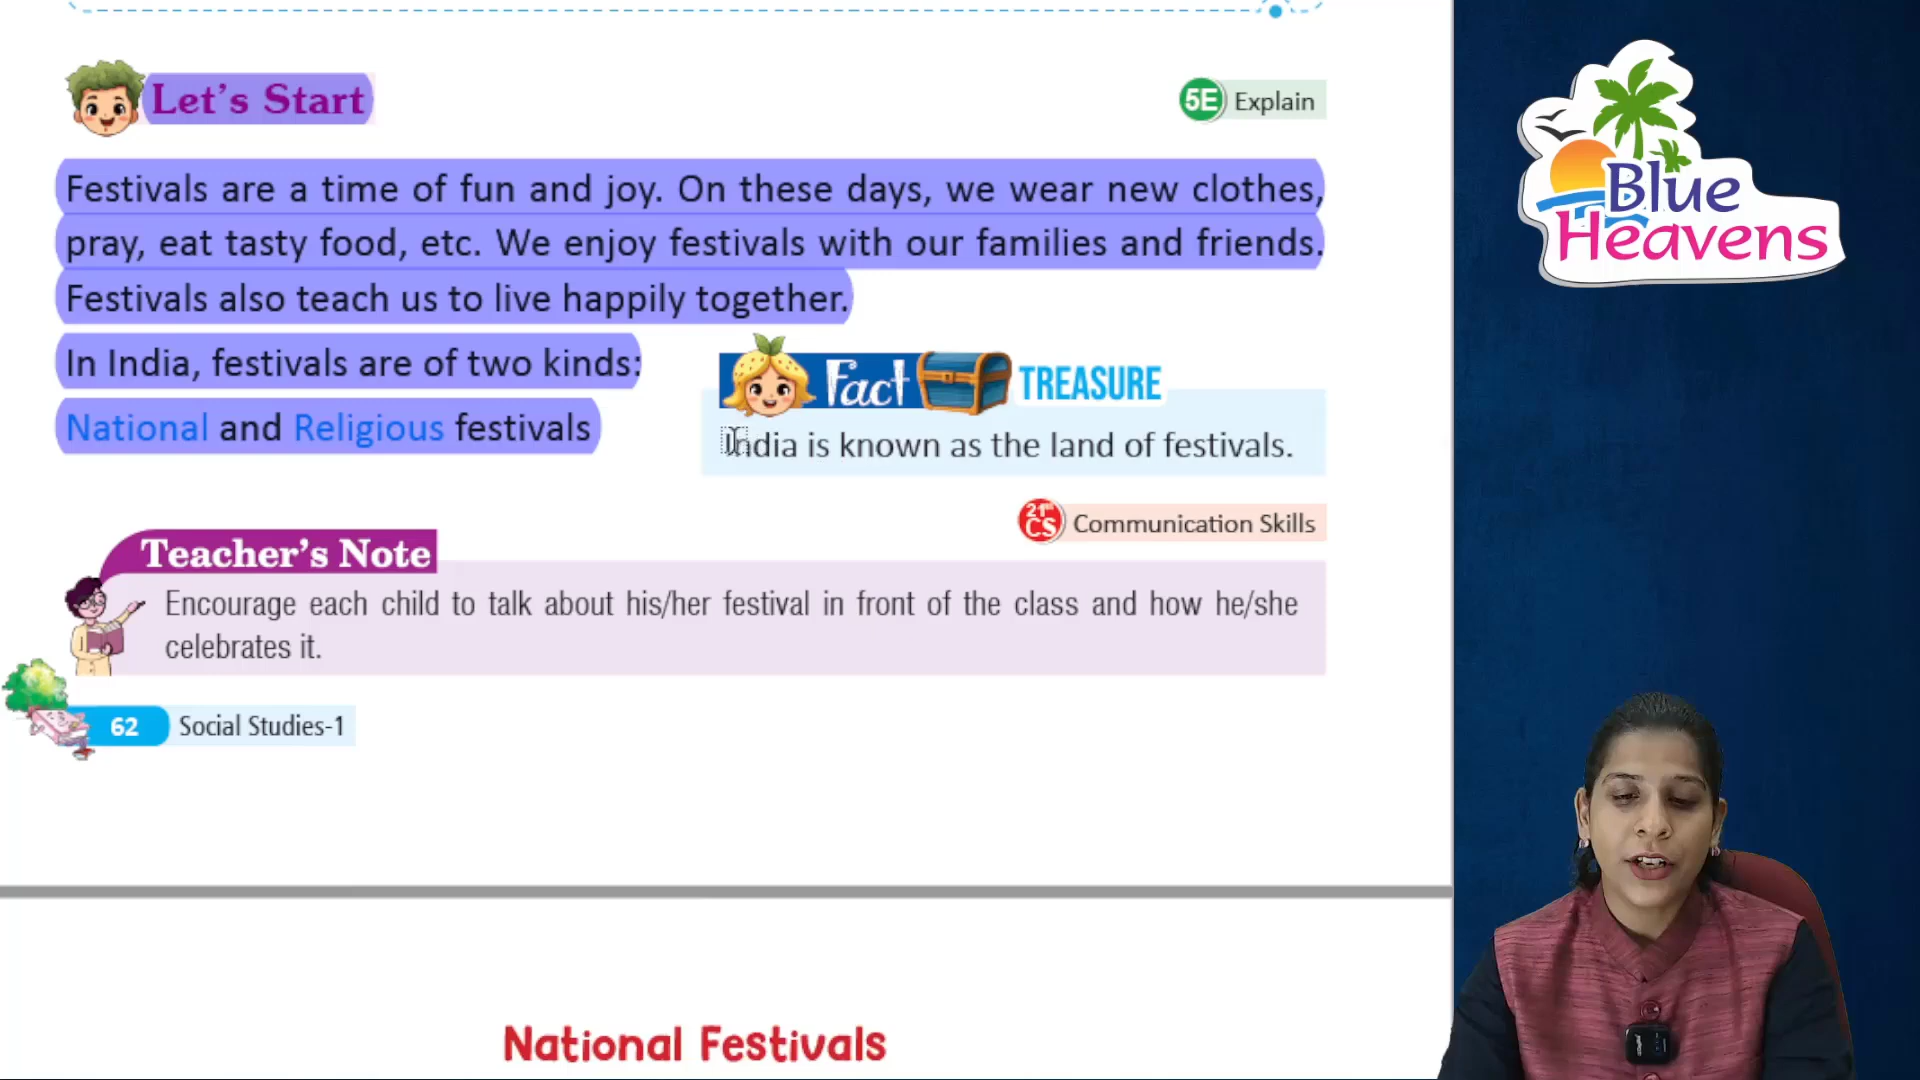 Let's Start
5E Explain
Festivals are a time of fun and joy. On these days, we wear new clothes,
pray, eat tasty food, etc. We enjoy festivals with our families and friends.
Festivals also teach us to live happily together.
In India, festivals are of two kinds:
National and Religious festivals
Fact TREASURE
India is known as the land of festivals.
21st CS Communication Skills
Teacher's Note
Encourage each child to talk about his/her festival in front of the class and how he/she
celebrates it.
62 Social Studies-1
National Festivals
Blue
Heavens